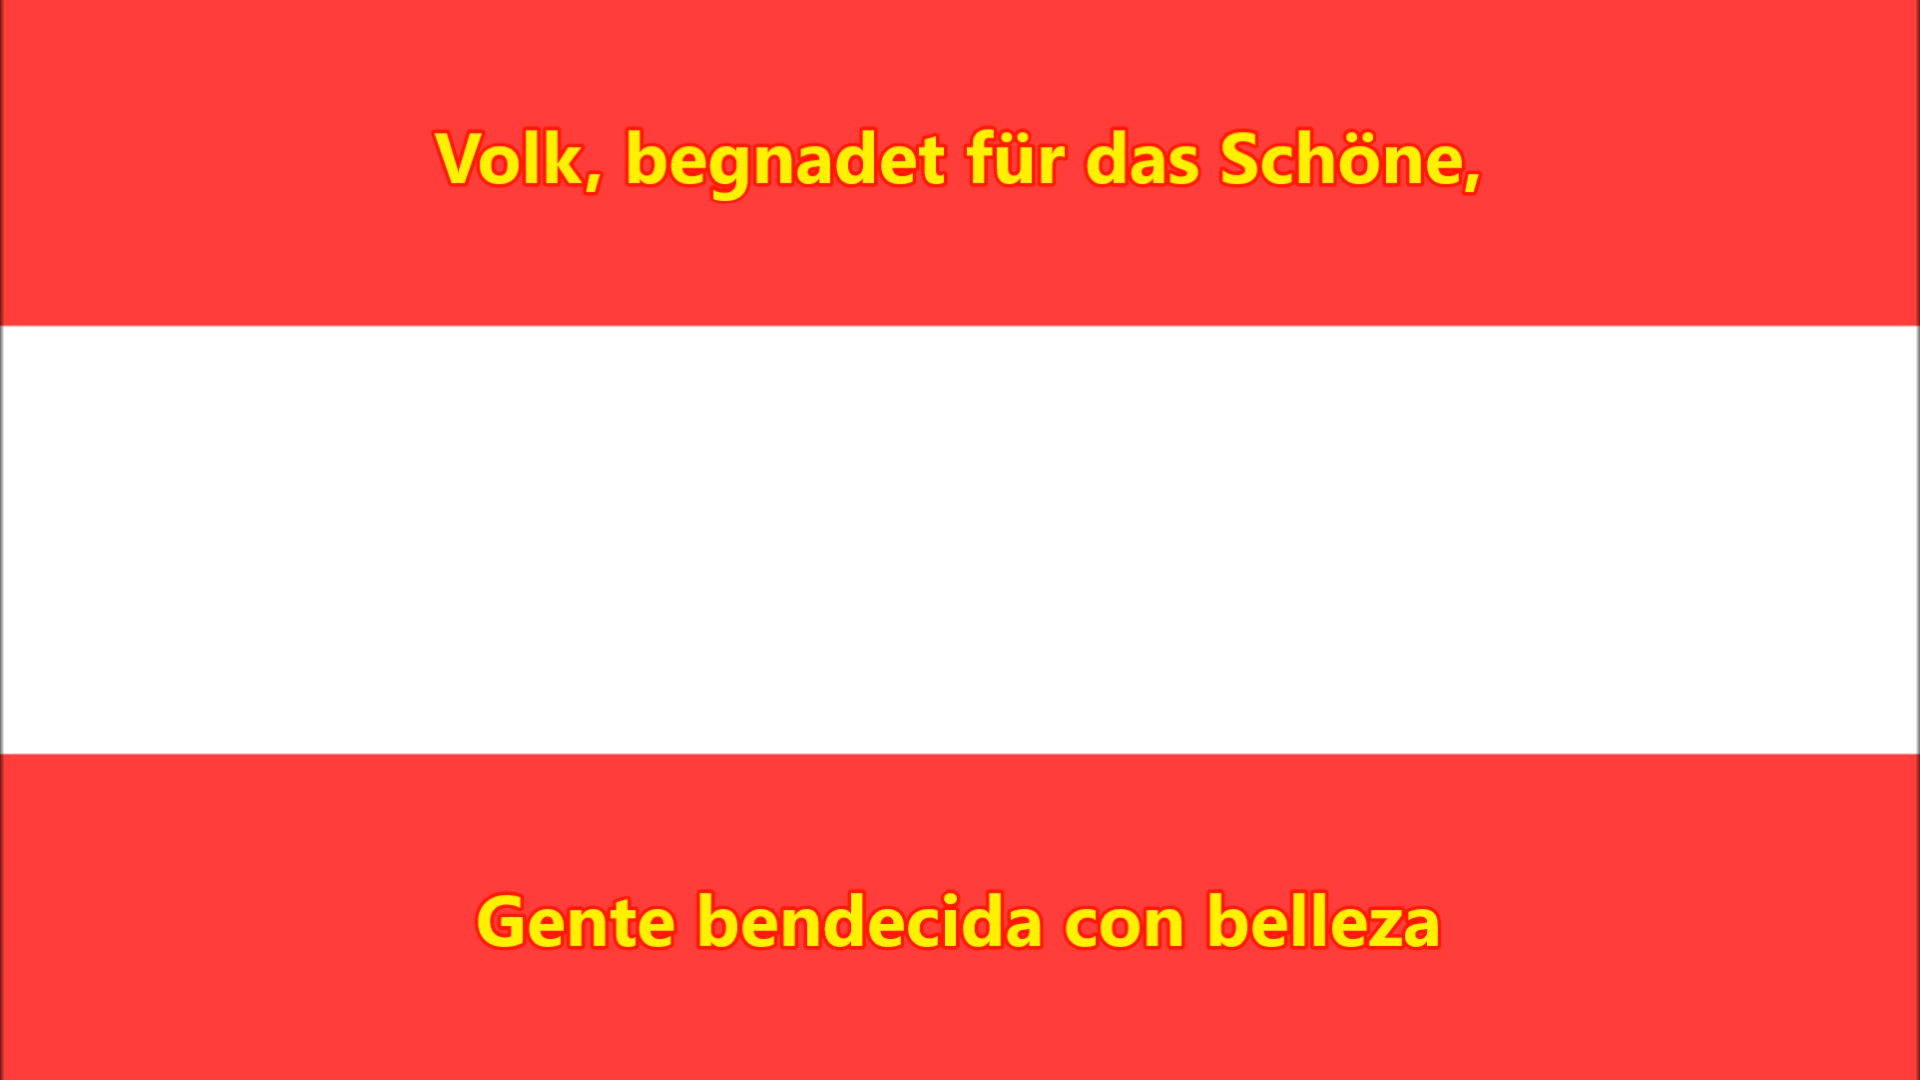 Volk, begnadet für das Schöne,
Gente bendecida con belleza